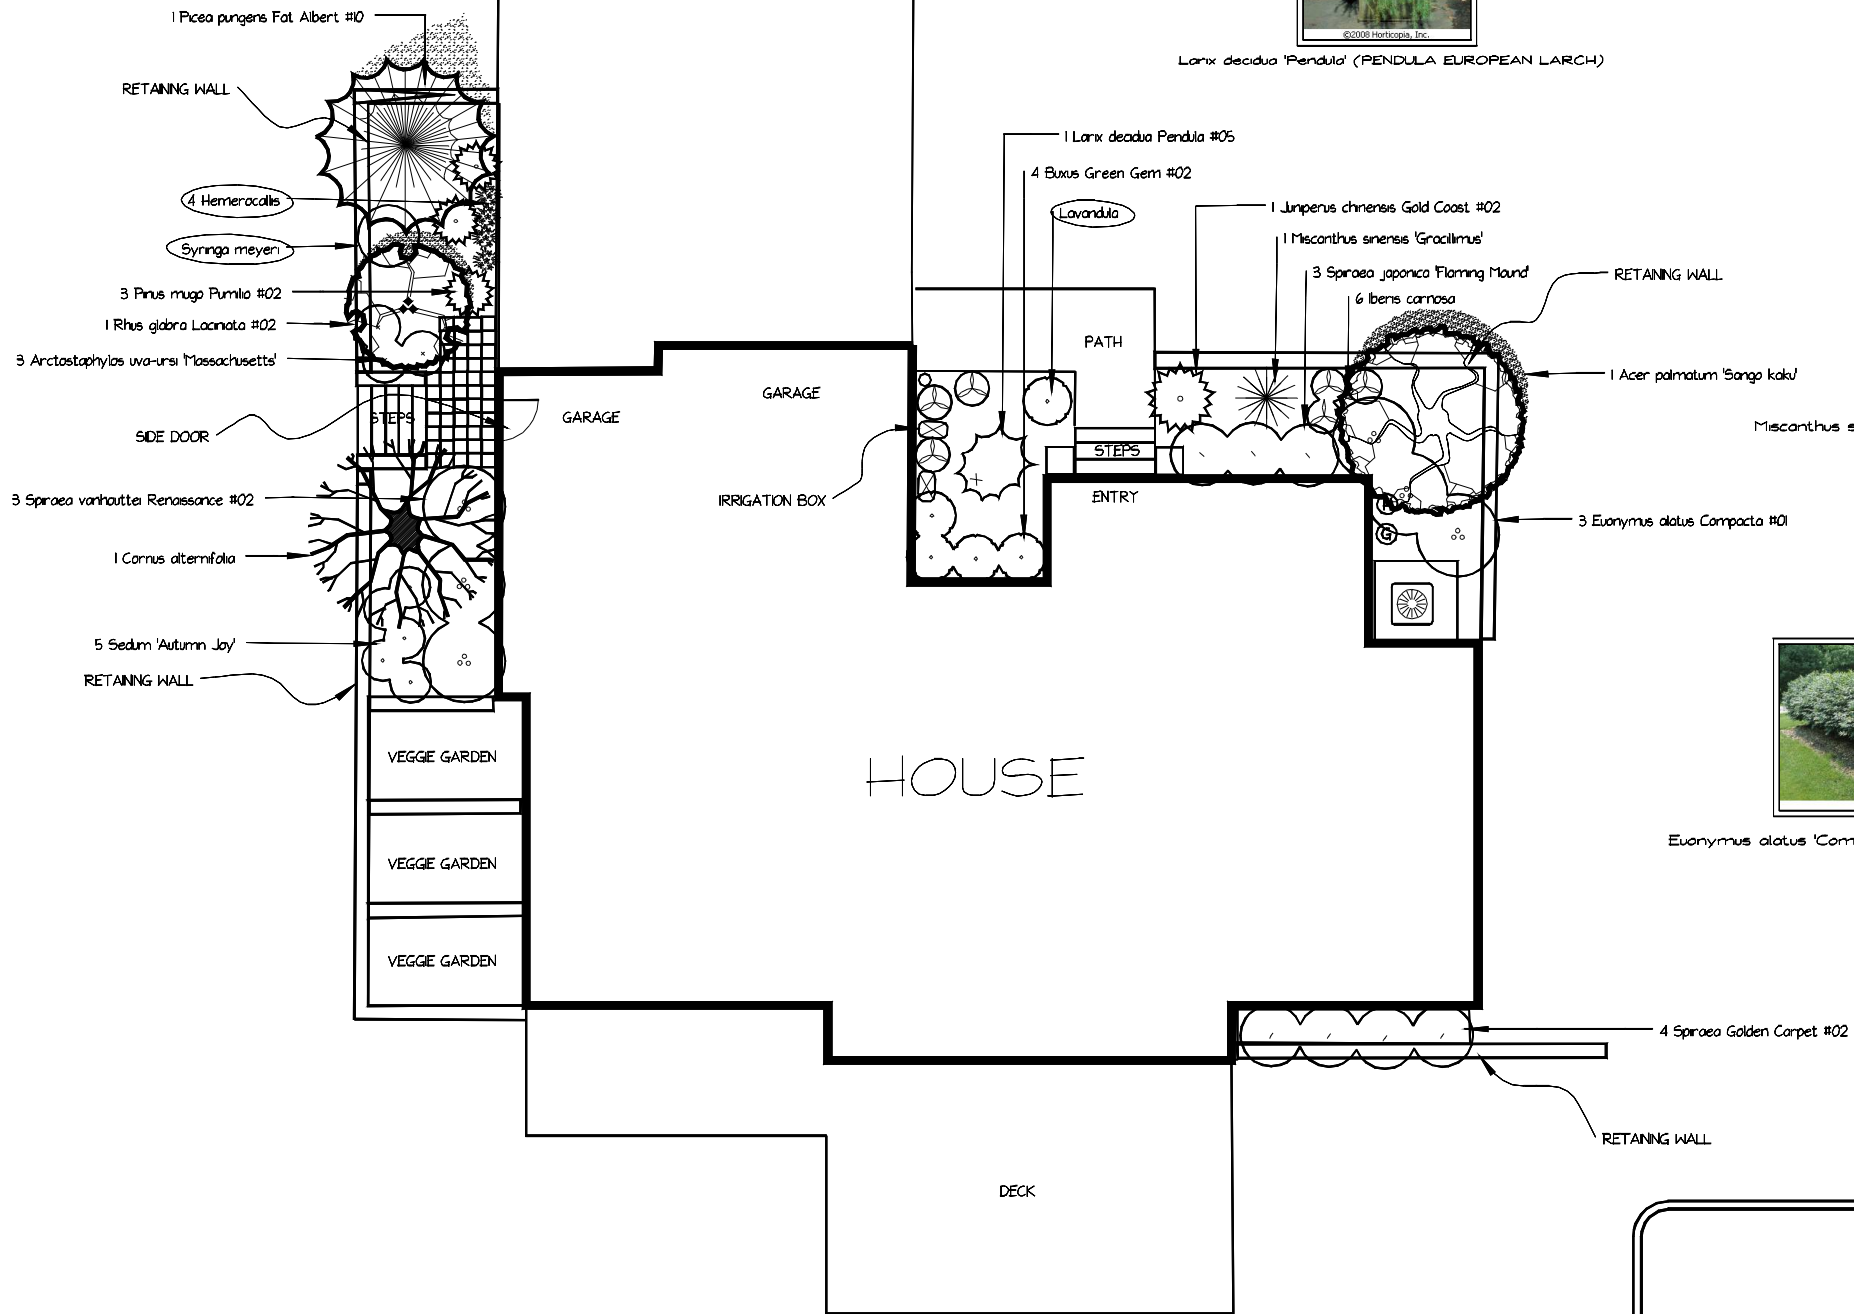 1 Picea pungens Fat Albert #10
©2008 Horticopia, Inc.
Larix decidua 'Pendula' (PENDULA EUROPEAN LARCH)
RETAINING WALL
1 Larix decidua Pendula #05
4 Buxus Green Gem #02
4 Hemerocallis
Lavandula
1 Juniperus chinensis Gold Coast #02
Syringa meyeri
1 Miscanthus sinensis 'Gracillimus'
3 Spiraea japonica 'Flaming Mound'
RETAINING WALL
3 Pinus mugo Pumilio #02
6 Iberis carnosa
1 Rhus glabra Laciniata #02
PATH
3 Arctostaphylos uva-ursi 'Massachusetts'
1 Acer palmatum 'Sango kaku'
GARAGE
GARAGE
STEPS
Miscanthus s
SIDE DOOR
STEPS
3 Spiraea vanhouttei Renaissance #02
IRRIGATION BOX
ENTRY
3 Euonymus alatus Compacta #01
G
1 Cornus alternifolia
5 Sedum 'Autumn Joy'
RETAINING WALL
VEGGIE GARDEN
HOUSE
Euonymus alatus 'Com
VEGGIE GARDEN
VEGGIE GARDEN
4 Spiraea Golden Carpet #02
RETAINING WALL
DECK